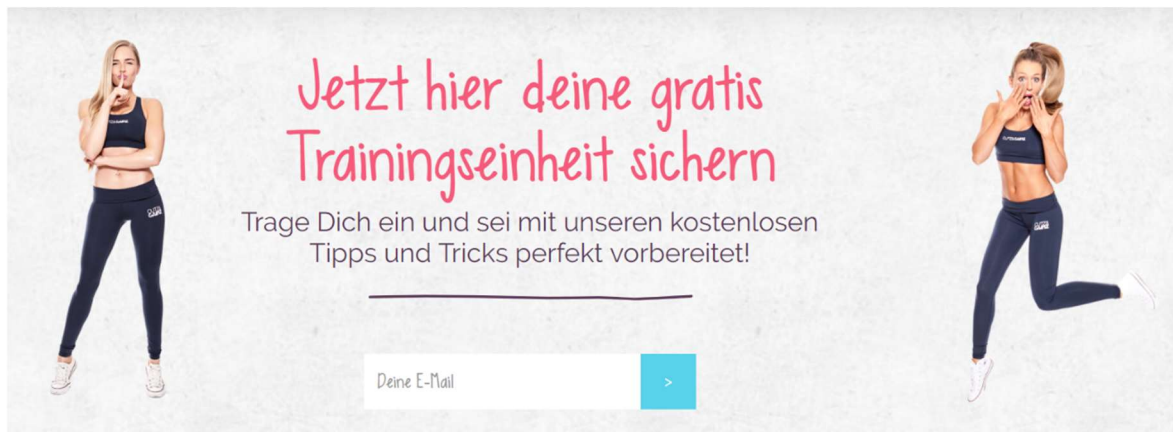 Jetzt hier deine gratis
Trainingseinheit sichern
Trage Dich ein und sei mit unseren kostenlosen
Tipps und Tricks perfekt vorbereitet!
Deine E-Mail
>